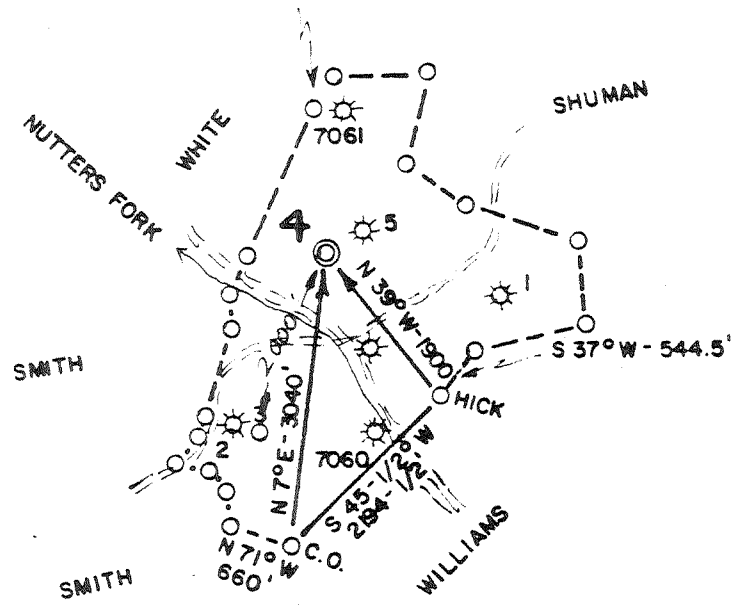 SHUMAN
WHITE
7061
NUTTERS FORK
4
5
1
N 39° W-1900
S 37° W-544.5'
SMITH
N 7° E-3040'
HICK
2
3
7060
S 45-1/2° W
2194-1/2'
N 71° W
660'
C.O.
WILLIAMS
SMITH